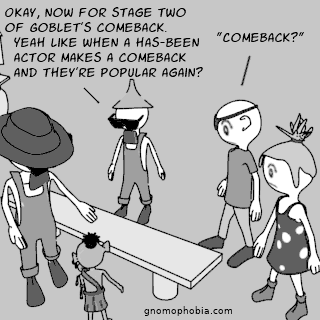 OKAY, NOW FOR STAGE TWO
OF GOBLET'S COMEBACK.
YEAH LIKE WHEN A HAS-BEEN
ACTOR MAKES A COMEBACK
AND THEY'RE POPULAR AGAIN?
"COMEBACK?"
gnomophobia.com